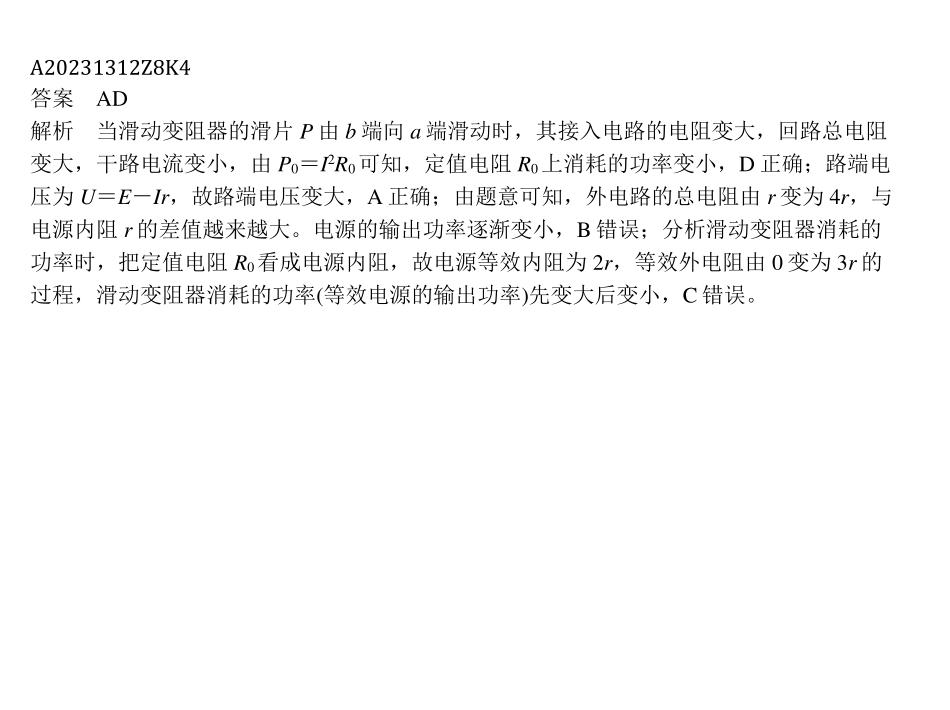 A20231312Z8K4
答案 AD
解析 当滑动变阻器的滑片 P 由 b 端向 a 端滑动时，其接入电路的电阻变大，回路总电阻
变大，干路电流变小，由 P₀＝I²R₀可知，定值电阻 R₀上消耗的功率变小，D 正确；路端电
压为 U＝E－Ir，故路端电压变大，A 正确；由题意可知，外电路的总电阻由 r 变为 4r，与
电源内阻 r 的差值越来越大。电源的输出功率逐渐变小，B 错误；分析滑动变阻器消耗的
功率时，把定值电阻 R₀看成电源内阻，故电源等效内阻为 2r，等效外电阻由 0 变为 3r 的
过程，滑动变阻器消耗的功率(等效电源的输出功率)先变大后变小，C 错误。